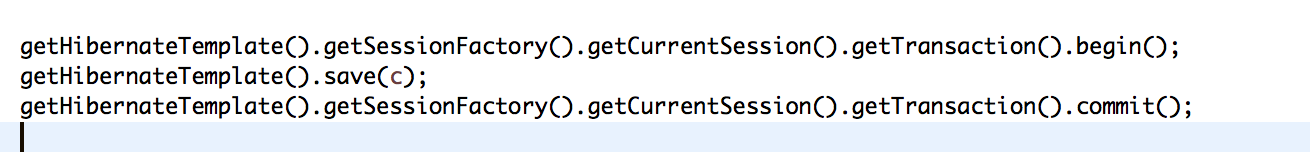 getHibernateTemplate().getSessionFactory().getCurrentSession().getTransaction().begin();
getHibernateTemplate().save(c);
getHibernateTemplate().getSessionFactory().getCurrentSession().getTransaction().commit();